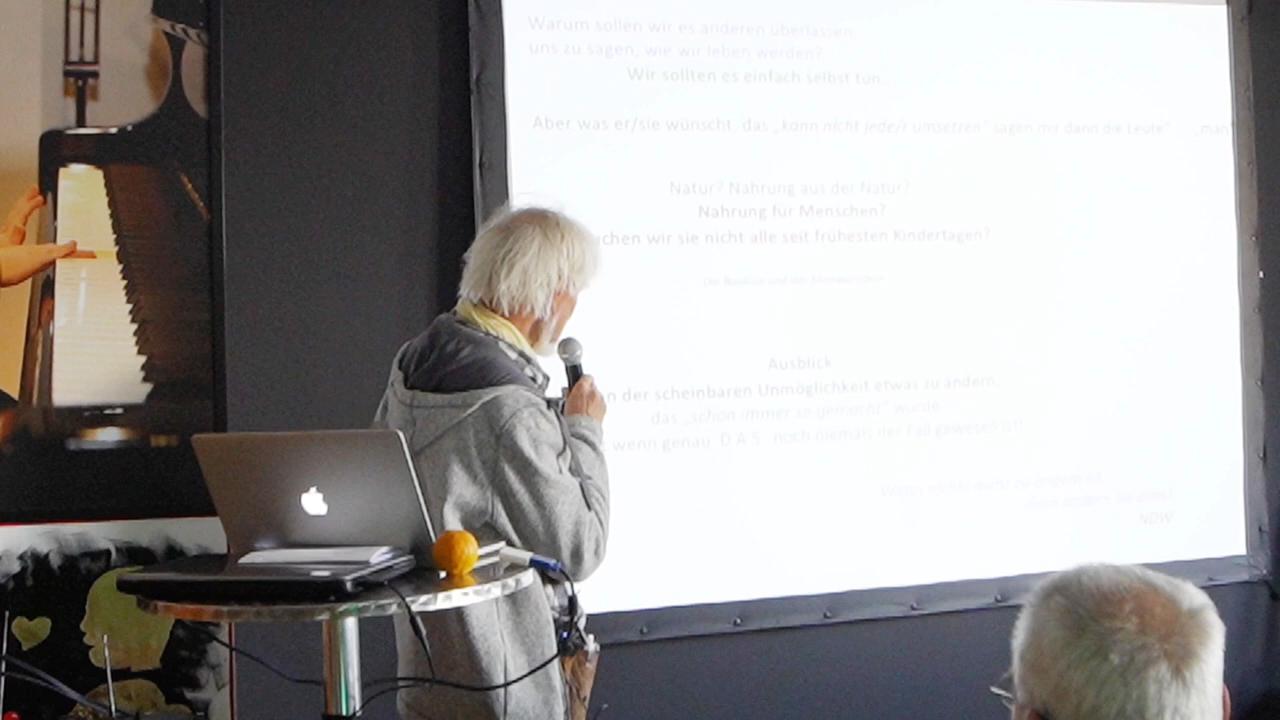 Warum sollen wir es anderen überlassen,
uns zu sagen, wie wir leben werden?
Wir sollten es einfach selbst tun...
Aber was er/sie wünscht, das „kann nicht jede/r umsetzen“ sagen mir dann die Leute“ „man“
Natur? Nahrung aus der Natur?
Nahrung für Menschen?
uchen wir sie nicht alle seit frühesten Kindertagen?
Ausblick
an der scheinbaren Unmöglichkeit etwas zu ändern,
das „schon immer so gemacht“ wurde
wenn genau D A S noch niemals der Fall gewesen ist!
NDW